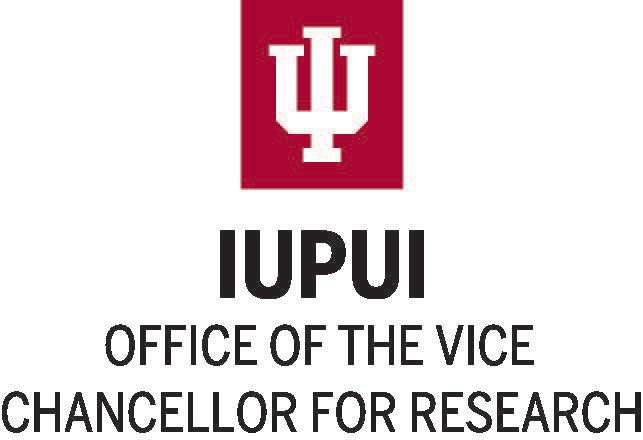 IUPUI
OFFICE OF THE VICE
CHANCELLOR FOR RESEARCH